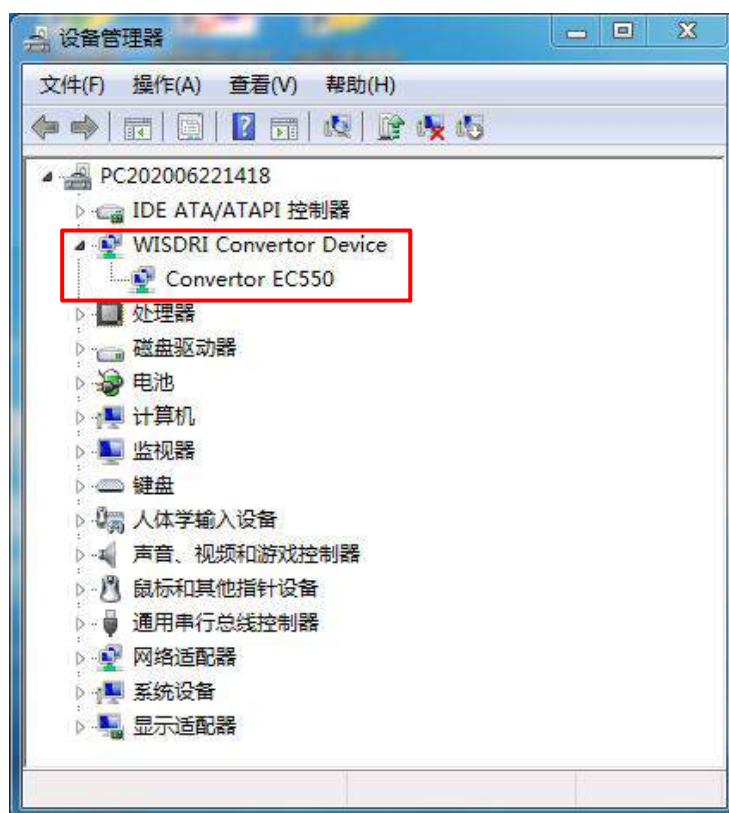 设备管理器
文件(F) 操作(A) 查看(V) 帮助(H)
PC202006221418
IDE ATA/ATAPI 控制器
WISDRI Convertor Device
Convertor EC550
处理器
磁盘驱动器
电池
计算机
监视器
键盘
人体学输入设备
声音、视频和游戏控制器
鼠标和其他指针设备
通用串行总线控制器
网络适配器
系统设备
显示适配器